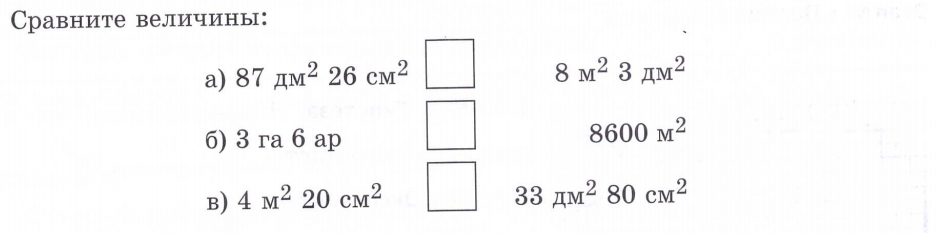 Сравните величины:
а) 87 дм² 26 см² 8 м² 3 дм²
б) 3 га 6 ар 8600 м²
в) 4 м² 20 см² 33 дм² 80 см²